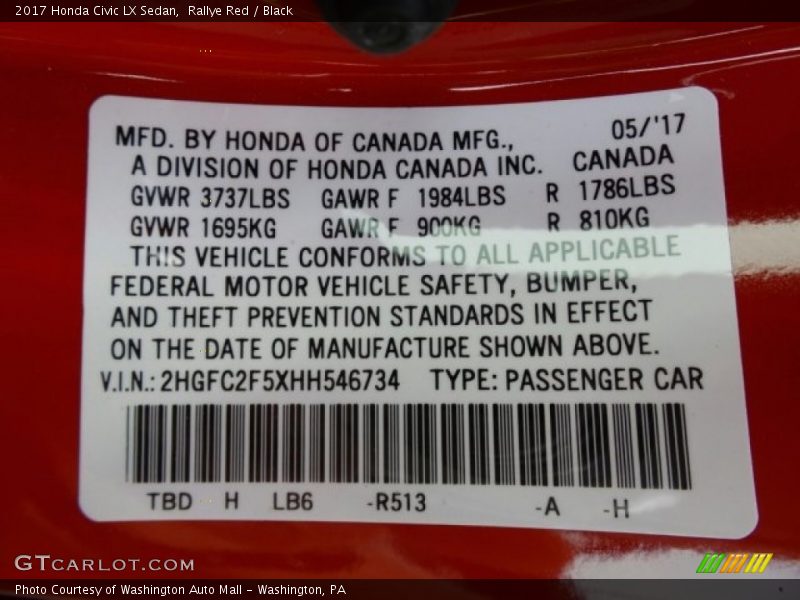 2017 Honda Civic LX Sedan,  Rallye Red / Black
05/'17
MFD. BY HONDA OF CANADA MFG.,
A DIVISION OF HONDA CANADA INC. CANADA
GVWR 3737LBS GAWR F 1984LBS R 1786LBS
GVWR 1695KG GAWR F 900KG R 810KG
THIS VEHICLE CONFORMS TO ALL APPLICABLE
FEDERAL MOTOR VEHICLE SAFETY, BUMPER,
AND THEFT PREVENTION STANDARDS IN EFFECT
ON THE DATE OF MANUFACTURE SHOWN ABOVE.
V.I.N.: 2HGFC2F5XHH546734 TYPE: PASSENGER CAR
TBD H LB6 -R513 -A -H
GTCARLOT.COM
Photo Courtesy of Washington Auto Mall - Washington, PA